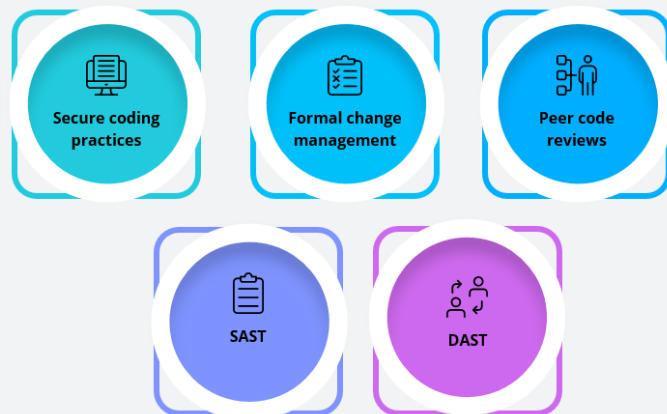 Secure coding
practices
Formal change
management
Peer code
reviews
SAST
DAST